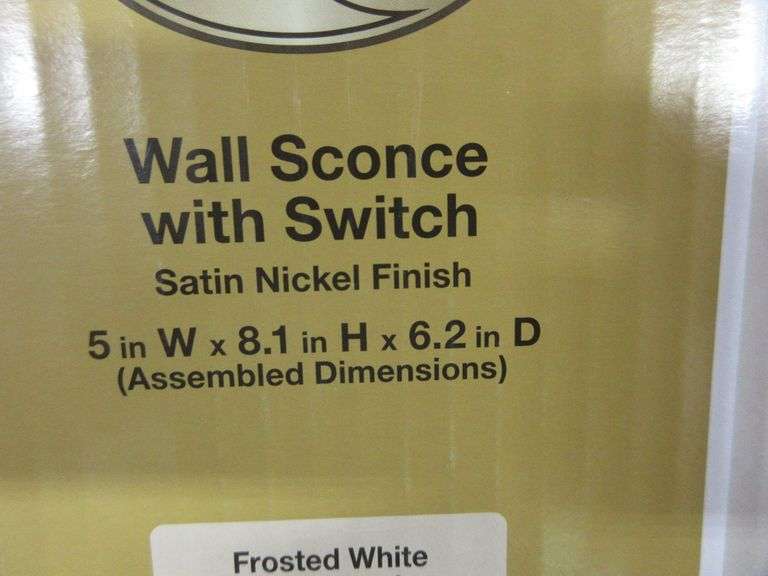 Wall Sconce
with Switch
Satin Nickel Finish
5 in W x 8.1 in H x 6.2 in D
(Assembled Dimensions)
Frosted White